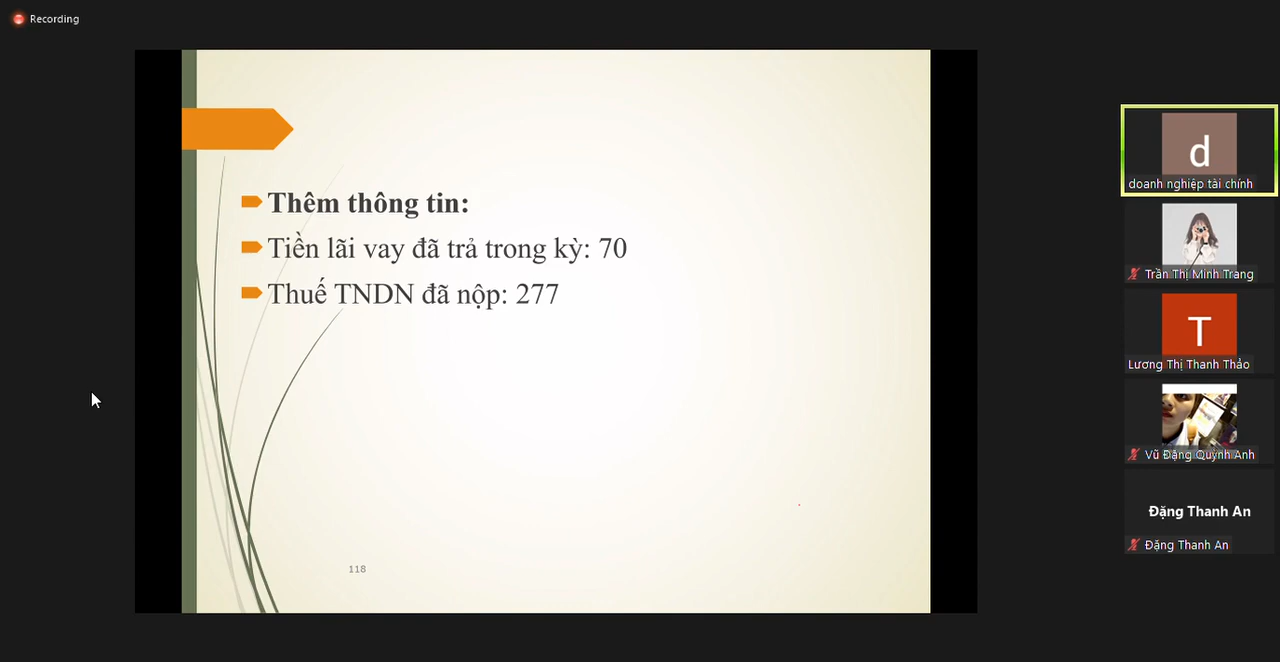 Recording
Thêm thông tin:
Tiền lãi vay đã trả trong kỳ: 70
Thuế TNDN đã nộp: 277
118
d
doanh nghiệp tài chính
Trần Thị Minh Trang
T
Lương Thị Thanh Thảo
Vũ Đặng Quỳnh Anh
Đặng Thanh An
Đặng Thanh An